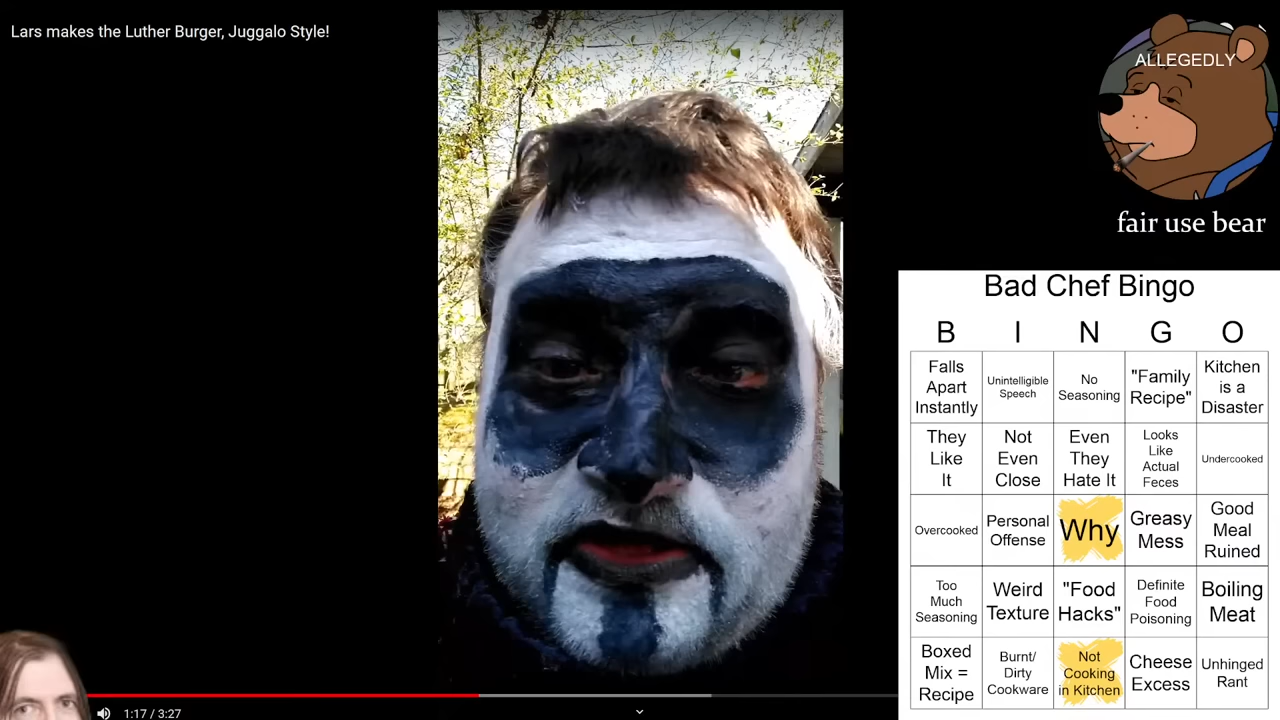 Lars makes the Luther Burger, Juggalo Style!
ALLEGEDLY
fair use bear
Bad Chef Bingo
B I N G O
Falls
Apart
Instantly
Unintelligible
Speech
No
Seasoning
"Family
Recipe"
Kitchen
is a
Disaster
They
Like
It
Not
Even
Close
Even
They
Hate It
Looks
Like
Actual
Feces
Undercooked
Overcooked
Personal
Offense
Why
Greasy
Mess
Good
Meal
Ruined
Too
Much
Seasoning
Weird
Texture
"Food
Hacks"
Definite
Food
Poisoning
Boiling
Meat
Boxed
Mix =
Recipe
Burnt/
Dirty
Cookware
Not
Cooking
in Kitchen
Cheese
Excess
Unhinged
Rant
1:17 / 3:27